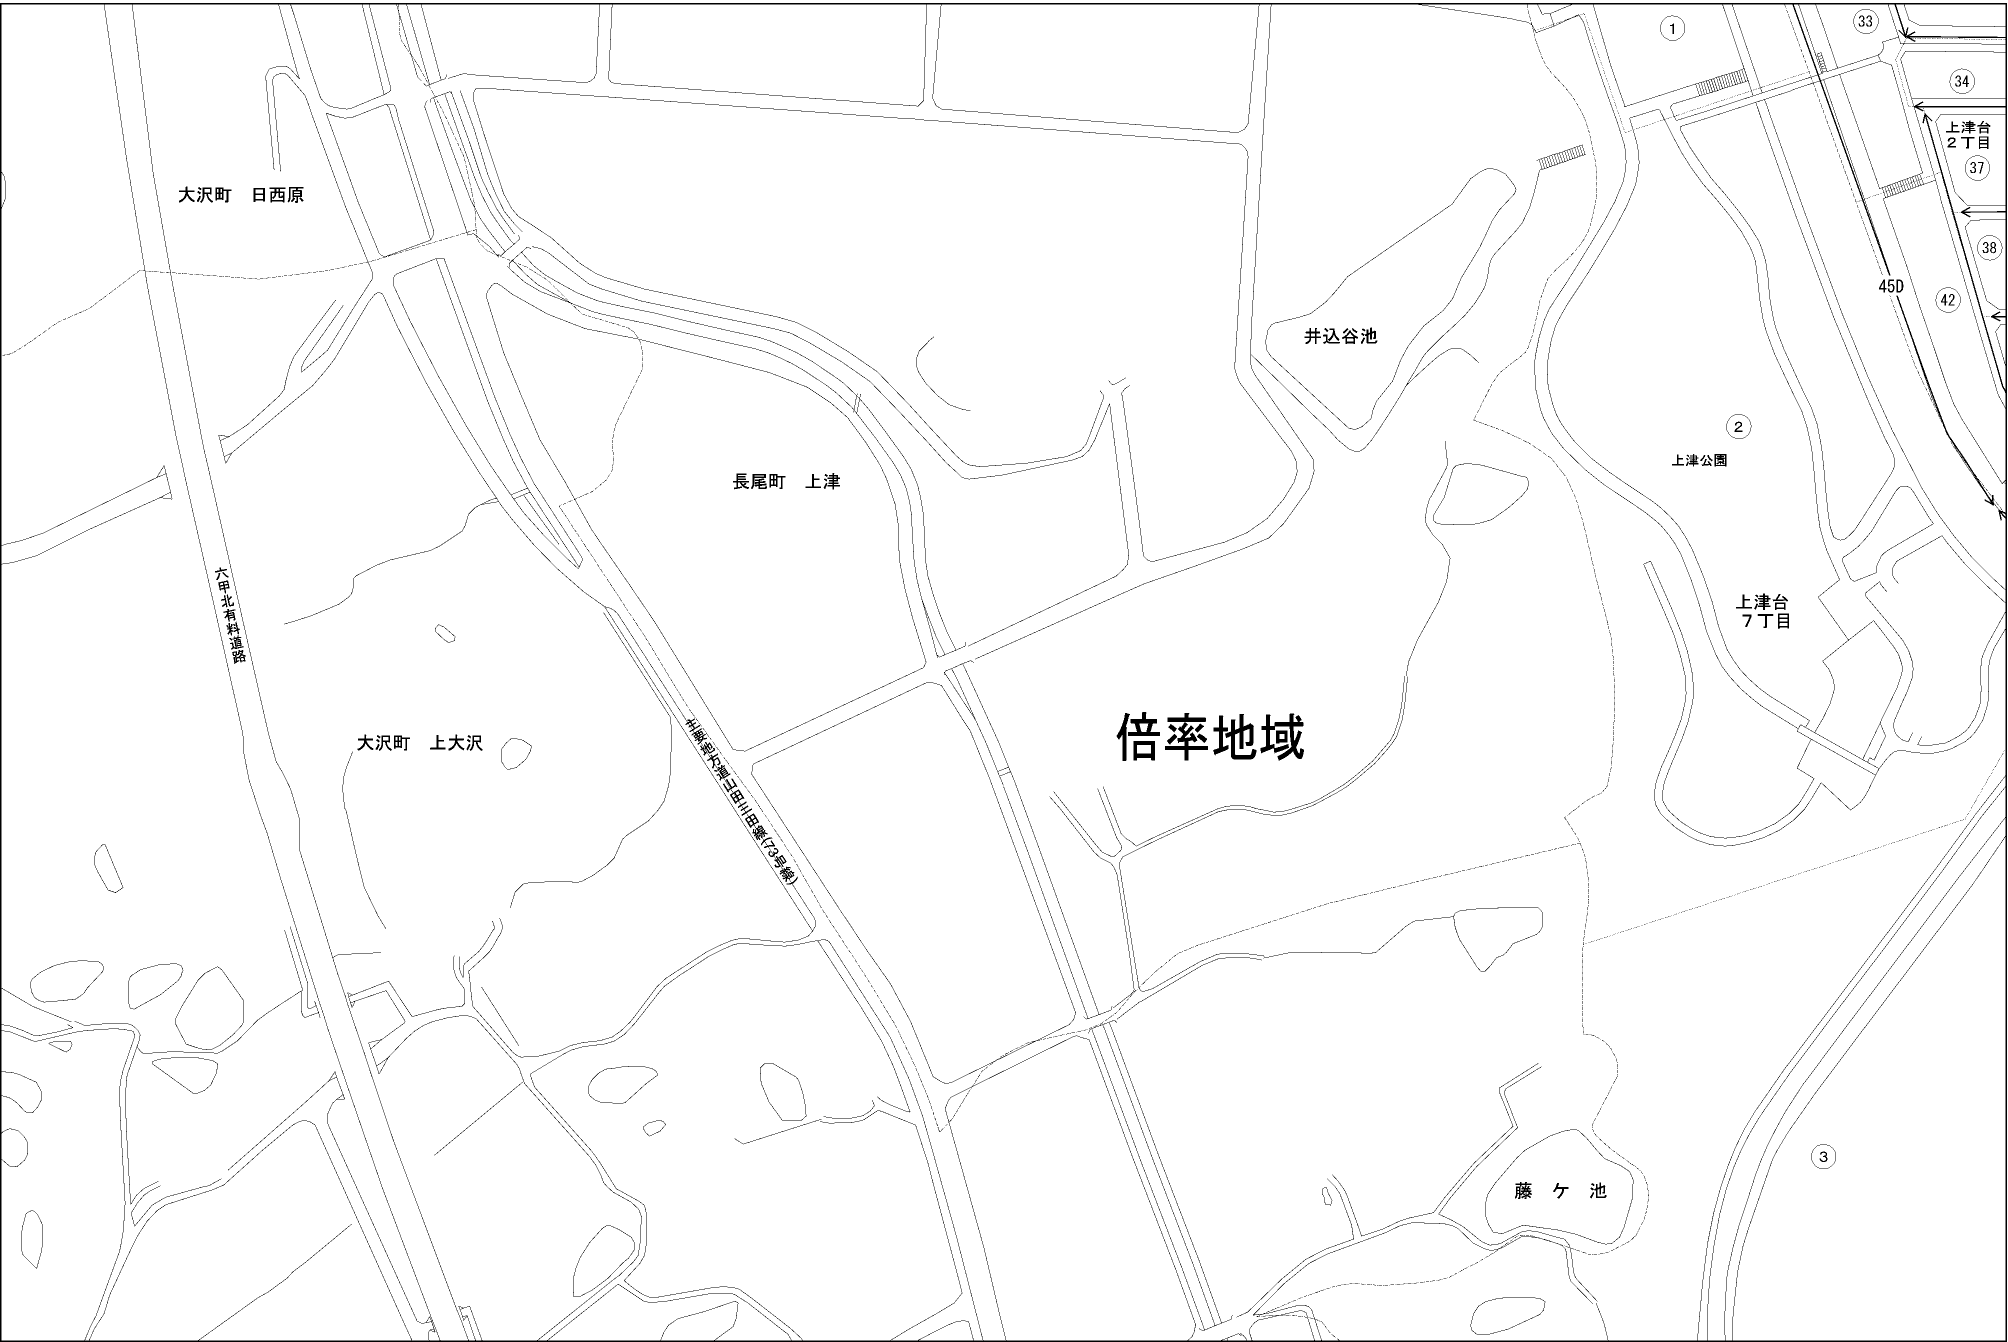 1
33
34
上津台
2丁目
37
大沢町 日西原
38
45D
42
井込谷池
2
上津公園
長尾町 上津
六甲北有料道路
上津台
7丁目
大沢町 上大沢
主要地方道山田三田線(73号線)
倍率地域
3
藤ケ池